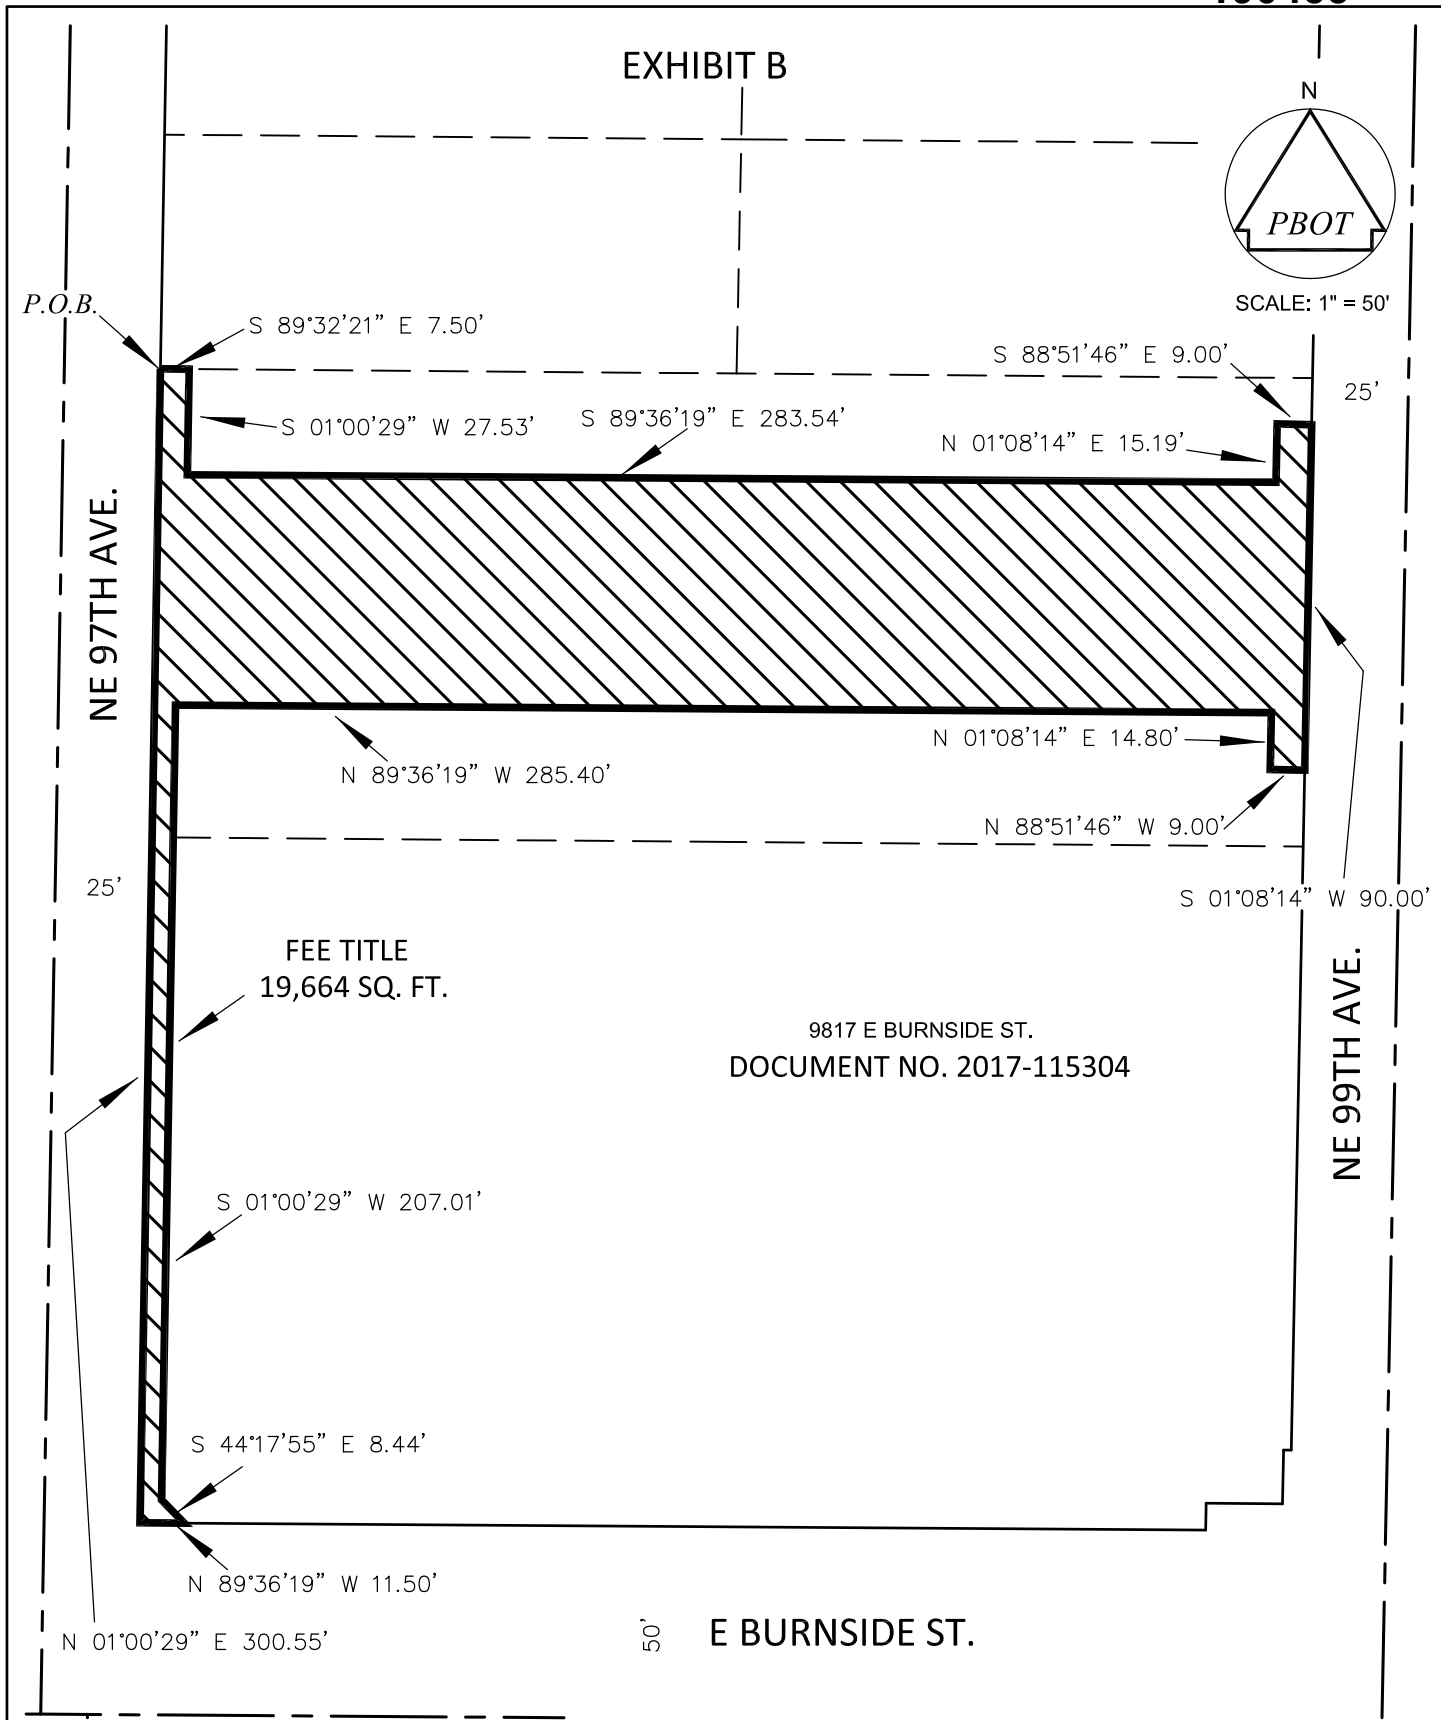 EXHIBIT B
N
PBOT
SCALE: 1" = 50'
P.O.B.
S 89°32'21” E 7.50'
S 88°51'46” E 9.00'
25'
S 01°00'29” W 27.53'
S 89°36'19” E 283.54'
N 01°08'14” E 15.19'
NE 97TH AVE.
N 01°08'14” E 14.80'
N 89°36'19” W 285.40'
N 88°51'46” W 9.00'
25'
S 01°08'14” W 90.00'
FEE TITLE
19,664 SQ. FT.
9817 E BURNSIDE ST.
DOCUMENT NO. 2017-115304
NE 99TH AVE.
S 01°00'29” W 207.01'
S 44°17'55” E 8.44'
N 89°36'19” W 11.50'
N 01°00'29” E 300.55'
50'
E BURNSIDE ST.